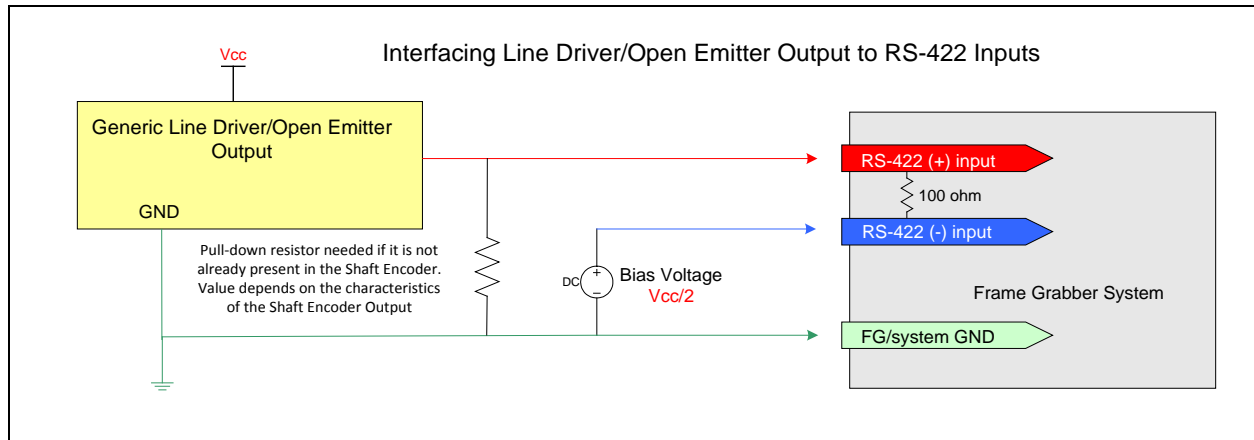 Interfacing Line Driver/Open Emitter Output to RS-422 Inputs
Vcc
Generic Line Driver/Open Emitter
Output
GND
Pull-down resistor needed if it is not
already present in the Shaft Encoder.
Value depends on the characteristics
of the Shaft Encoder Output
DC
+
−
Bias Voltage
Vcc/2
RS-422 (+) input
100 ohm
RS-422 (-) input
Frame Grabber System
FG/system GND